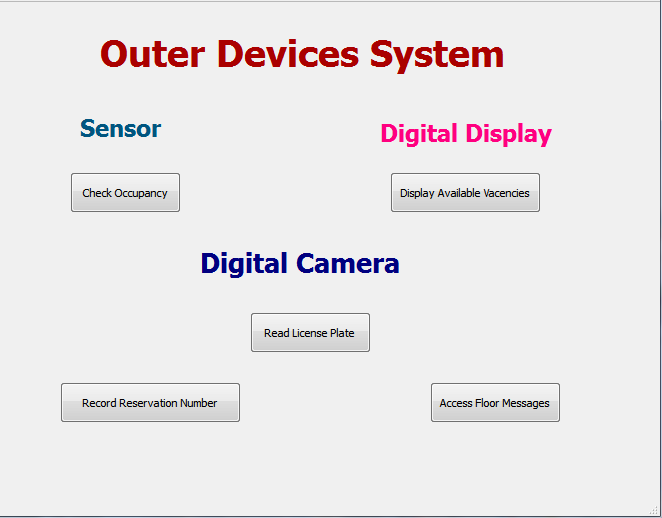 Outer Devices System
Sensor
Digital Display
Check Occupancy
Display Available Vacencies
Digital Camera
Read License Plate
Record Reservation Number
Access Floor Messages